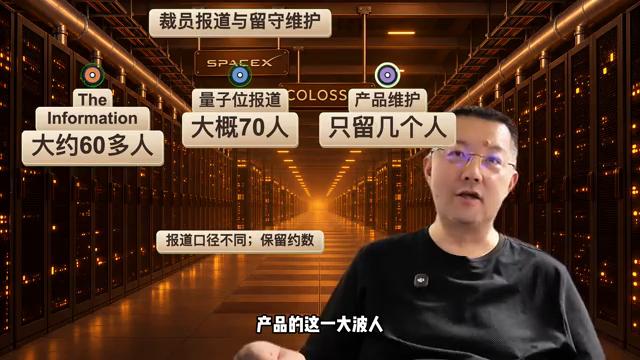 裁员报道与留守维护
SPACEX
COLOSS
The
Information
大约60多人
量子位报道
大概70人
产品维护
只留几个人
报道口径不同；保留约数
产品的这一大波人